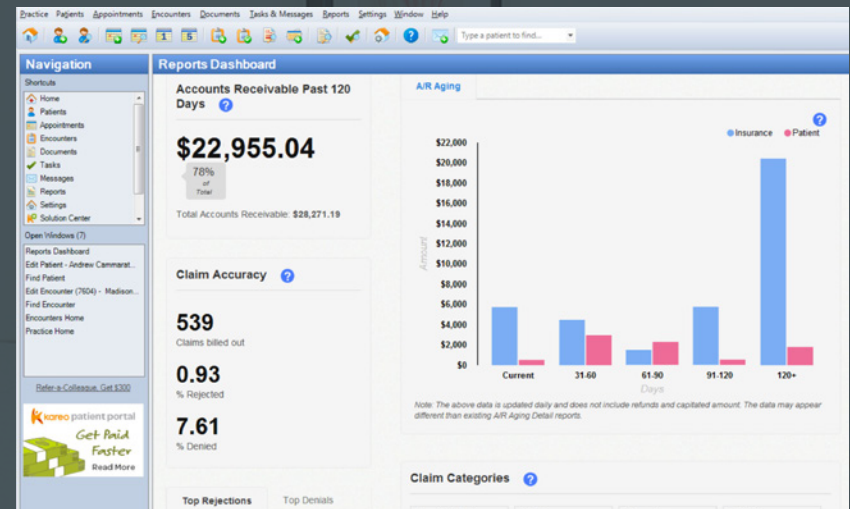 Practice Patients Appointments Encounters Documents Tasks & Messages Reports Settings Window Help
1 5 ? Type a patient to find...
Navigation
Shortcuts
Home
Patients
Appointments
Encounters
Documents
Tasks
Messages
Reports
Settings
Solution Center
Open Windows (7)
Reports Dashboard
Edit Patient - Andrew Cammarat...
Find Patient
Edit Encounter (7604) - Madison...
Find Encounter
Encounters Home
Practice Home
Refer-a-Colleague, Get $300
kareo patient portal
Get Paid
Faster
Read More
Reports Dashboard
Accounts Receivable Past 120
Days ?
$22,955.04
78%
of
Total
Total Accounts Receivable: $28,271.19
Claim Accuracy ?
539
Claims billed out
0.93
% Rejected
7.61
% Denied
Top Rejections Top Denials
A/R Aging
?
Insurance Patient
$22,000
$20,000
$18,000
$16,000
$14,000
$12,000
$10,000
$8,000
$6,000
$4,000
$2,000
$0
Amount
Current 31-60 61-90 91-120 120+
Days
Note: The above data is updated daily and does not include refunds and capitated amount. The data may appear
different than existing A/R Aging Detail reports.
Claim Categories ?